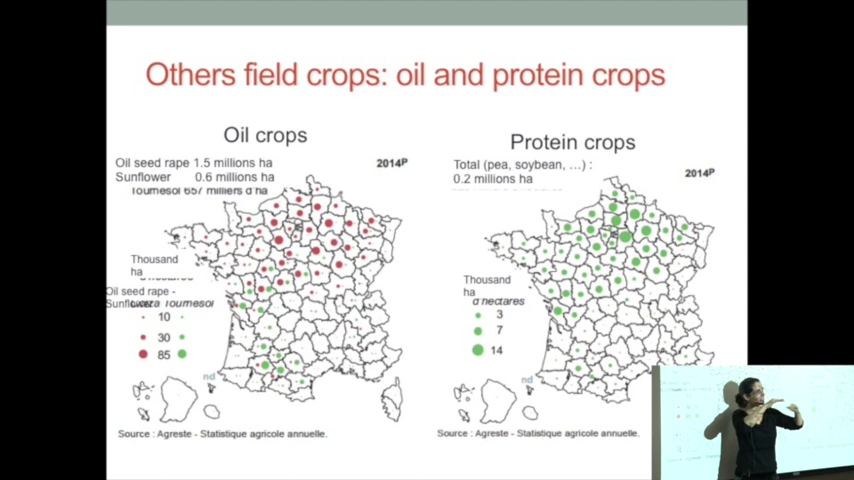 Others field crops: oil and protein crops
Oil crops
Oil seed rape 1.5 millions ha
Sunflower 0.6 millions ha
Tournesol 657 milliers d'ha
2014P
Thousand
ha
Oil seed rape -
Sunflower
Tournesol
10
30
85
nd
Source : Agreste - Statistique agricole annuelle.
Protein crops
Total (pea, soybean, ...) :
0.2 millions ha
2014P
Thousand
ha
d'hectares
3
7
14
nd
Source : Agreste - Statistique agricole annuelle.